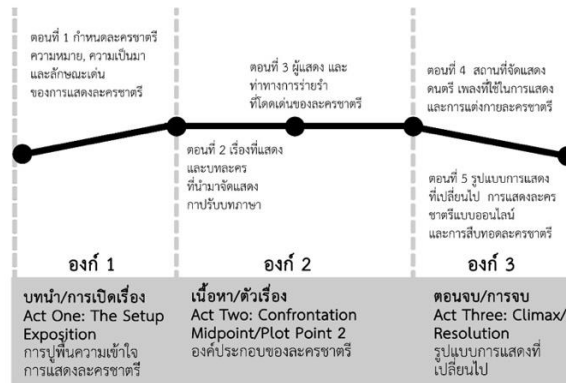 ตอนที่ 1 กำหนดละครชาตรี
ความหมาย, ความเป็นมา
และลักษณะเด่น
ของการแสดงละครชาตรี
ตอนที่ 2 เรื่องที่แสดง
และบทละคร
ที่นำมาจัดแสดง
กาปรับบทภาษา
ตอนที่ 3 ผู้แสดง และ
ท่าทางการร่ายรำ
ที่โดดเด่นของละครชาตรี
ตอนที่ 4 สถานที่จัดแสดง
ดนตรี เพลงที่ใช้ในการแสดง
และการแต่งกายละครชาตรี
ตอนที่ 5 รูปแบบการแสดง
ที่เปลี่ยนไป การแสดงละคร
ชาตรีแบบออนไลน์
และการสืบทอดละครชาตรี
องก์ 1
องก์ 2
องก์ 3
บทนำ/การเปิดเรื่อง
Act One: The Setup
Exposition
การปูพื้นความเข้าใจ
การแสดงละครชาตรี
เนื้อหา/ตัวเรื่อง
Act Two: Confrontation
Midpoint/Plot Point 2
องค์ประกอบของละครชาตรี
ตอนจบ/การจบ
Act Three: Climax/
Resolution
รูปแบบการแสดงที่
เปลี่ยนไป